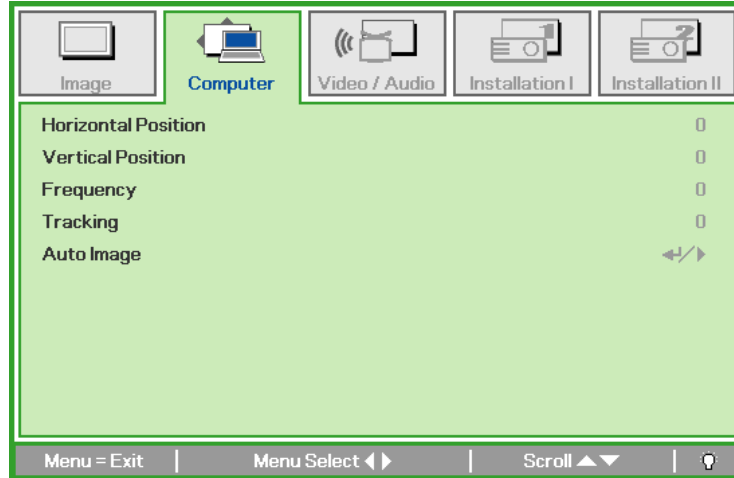 Image Computer Video / Audio Installation I Installation II
Horizontal Position 0
Vertical Position 0
Frequency 0
Tracking 0
Auto Image
Menu = Exit Menu Select Scroll